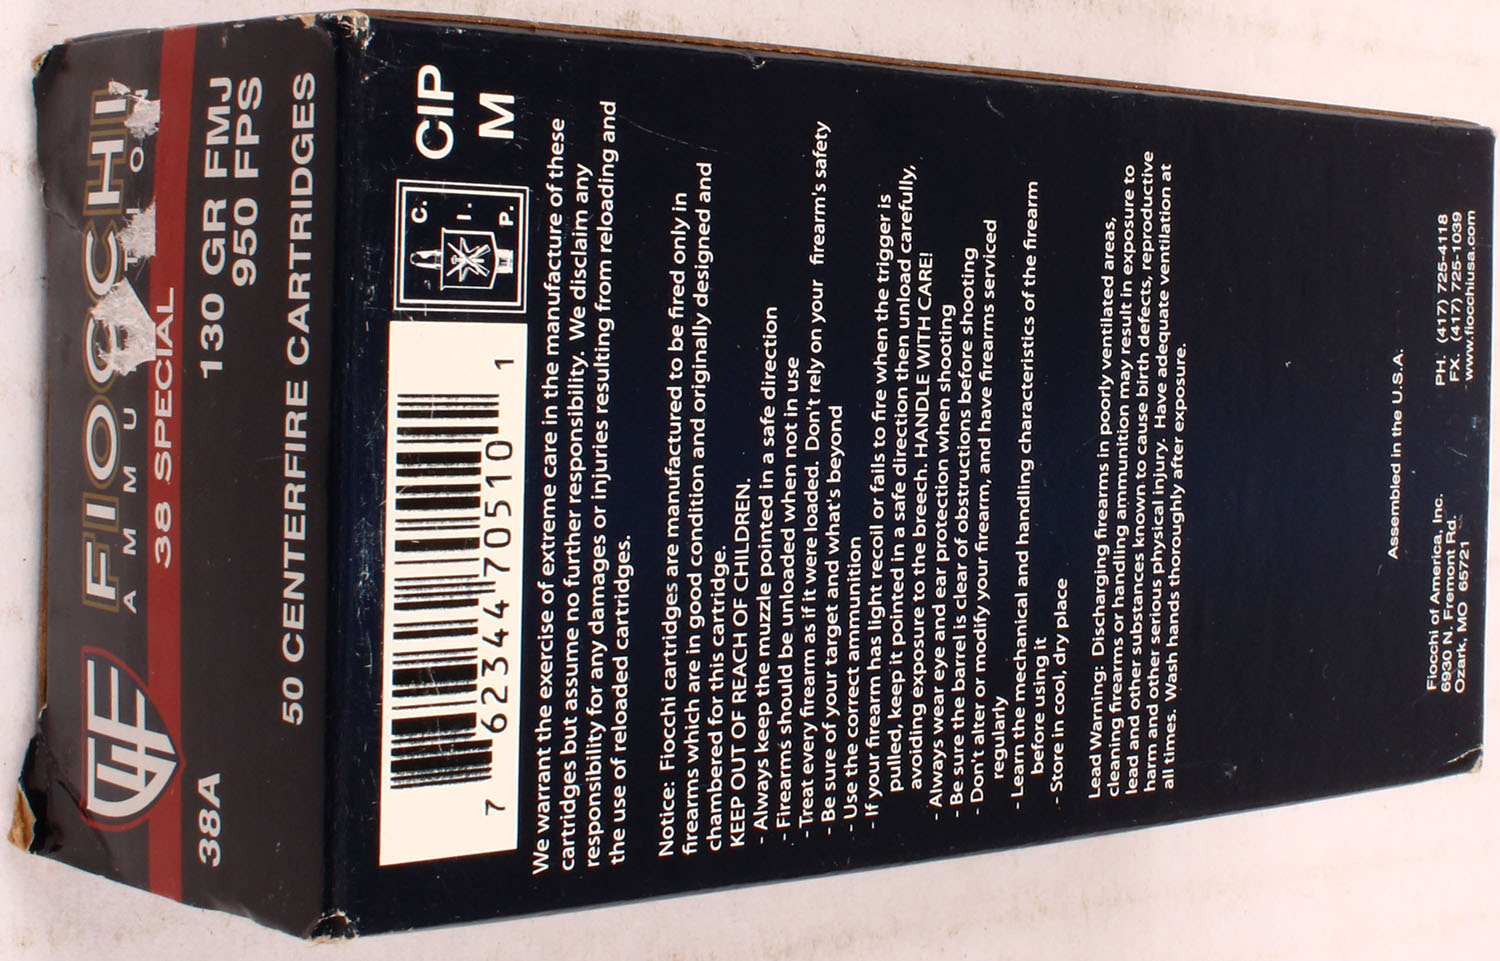 FIOCCHI
AMMUNITION
38 SPECIAL
38A
130 GR FMJ
950 FPS
50 CENTERFIRE CARTRIDGES
7 62344 70510 1
C.
I.
P.
CIP
M
We warrant the exercise of extreme care in the manufacture of these
cartridges but assume no further responsibility. We disclaim any
responsibility for any damages or injuries resulting from reloading and
the use of reloaded cartridges.
Notice: Fiocchi cartridges are manufactured to be fired only in
firearms which are in good condition and originally designed and
chambered for this cartridge.
KEEP OUT OF REACH OF CHILDREN.
- Always keep the muzzle pointed in a safe direction
- Firearms should be unloaded when not in use
- Treat every firearm as if it were loaded. Don't rely on your firearm's safety
- Be sure of your target and what's beyond
- Use the correct ammunition
- If your firearm has light recoil or fails to fire when the trigger is
pulled, keep it pointed in a safe direction then unload carefully,
avoiding exposure to the breech. HANDLE WITH CARE!
- Always wear eye and ear protection when shooting
- Be sure the barrel is clear of obstructions before shooting
- Don't alter or modify your firearm, and have firearms serviced
regularly
- Learn the mechanical and handling characteristics of the firearm
before using it
- Store in cool, dry place
Lead Warning: Discharging firearms in poorly ventilated areas,
cleaning firearms or handling ammunition may result in exposure to
lead and other substances known to cause birth defects, reproductive
harm and other serious physical injury. Have adequate ventilation at
all times. Wash hands thoroughly after exposure.
Assembled in the U.S.A.
Fiocchi of America, Inc.
6930 N. Fremont Rd.
Ozark, MO 65721
PH. (417) 725-4118
FX. (417) 725-1039
www.fiocchiusa.com